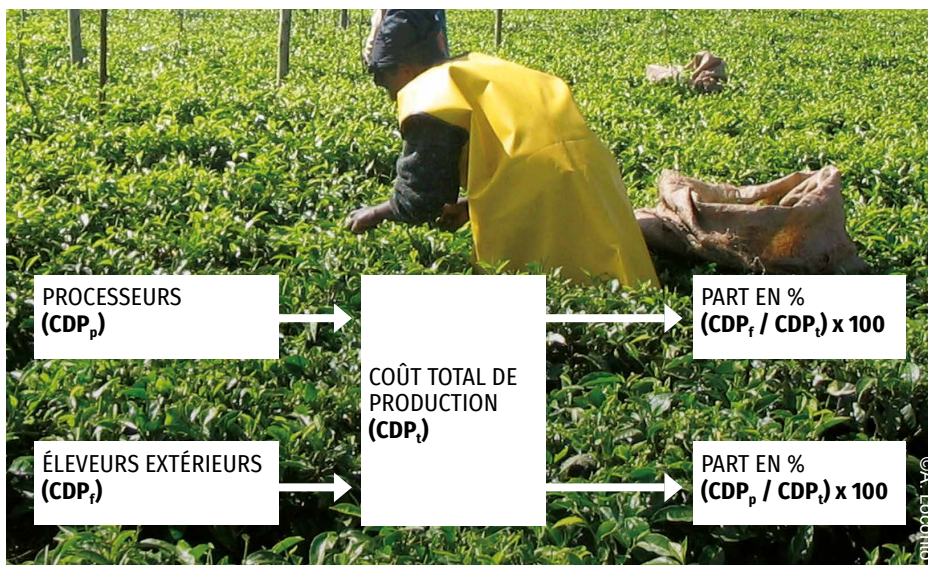 PROCESSEURS
(CDPp)
PART EN %
(CDPf / CDPt) x 100
COÛT TOTAL DE
PRODUCTION
(CDPt)
ÉLEVEURS EXTÉRIEURS
(CDPf)
PART EN %
(CDPp / CDPt) x 100